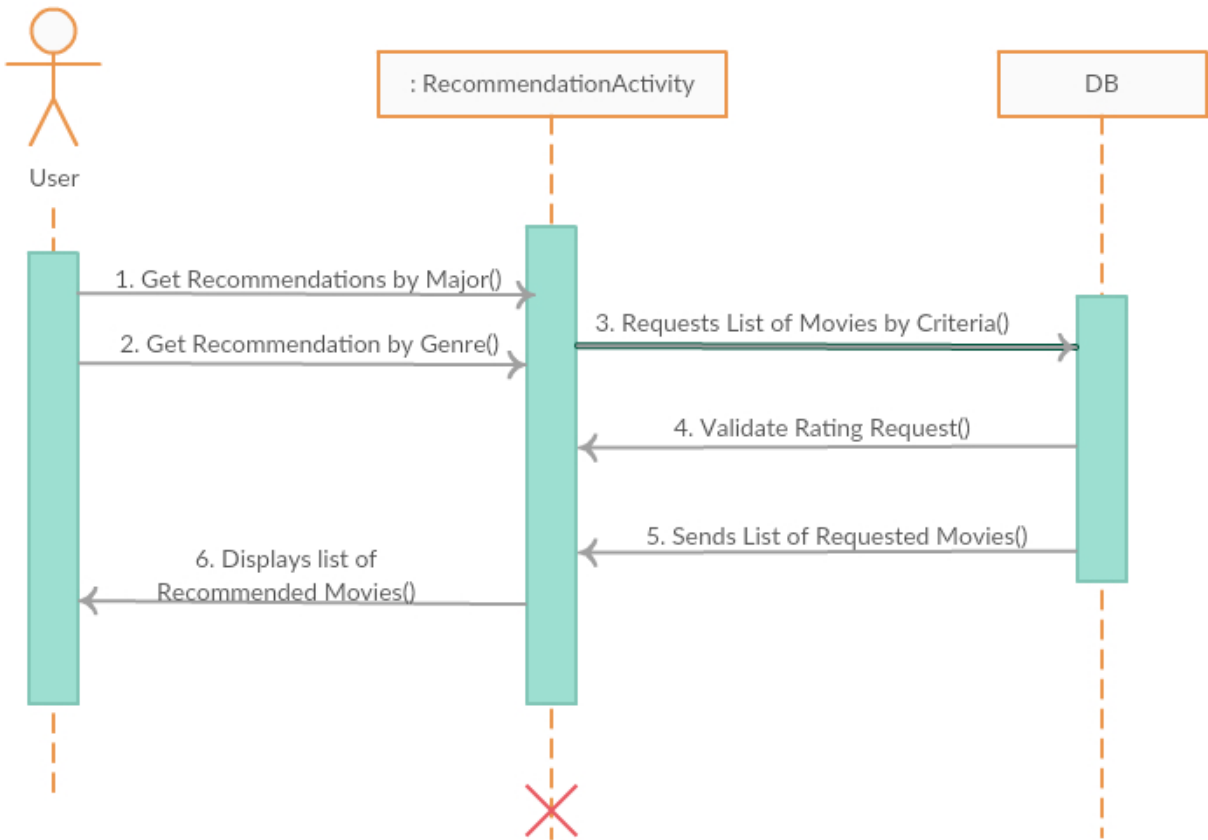 : RecommendationActivity
DB
User
1. Get Recommendations by Major()
2. Get Recommendation by Genre()
3. Requests List of Movies by Criteria()
4. Validate Rating Request()
5. Sends List of Requested Movies()
6. Displays list of
Recommended Movies()